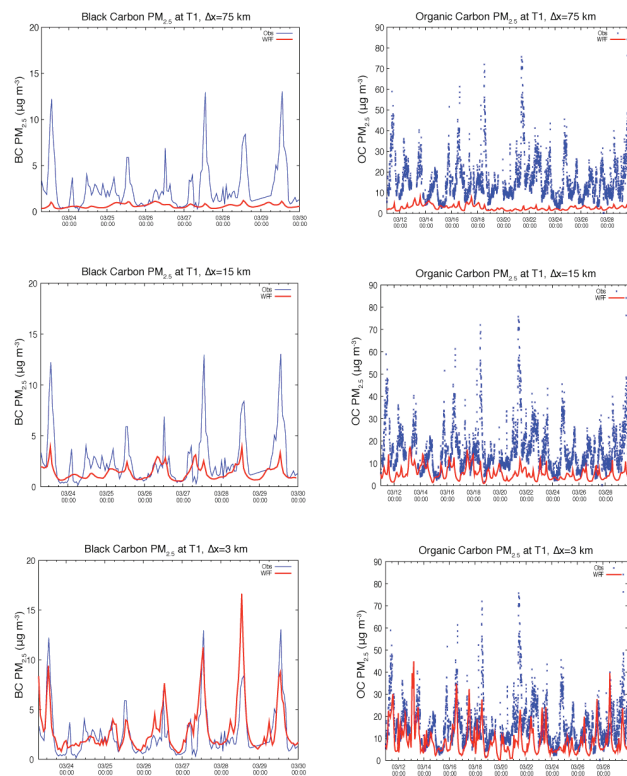 Black Carbon PM2.5 at T1, Δx=75 km
Obs
WRF
BC PM2.5 (µg m-3)
20
15
10
5
0
03/24 03/25 03/26 03/27 03/28 03/29 03/30
00:00 00:00 00:00 00:00 00:00 00:00 00:00
Organic Carbon PM2.5 at T1, Δx=75 km
Obs
WRF
OC PM2.5 (µg m-3)
90
80
70
60
50
40
30
20
10
0
03/12 03/14 03/16 03/18 03/20 03/22 03/24 03/26 03/28
00:00 00:00 00:00 00:00 00:00 00:00 00:00 00:00 00:00
Black Carbon PM2.5 at T1, Δx=15 km
Obs
WRF
BC PM2.5 (µg m-3)
20
15
10
5
0
03/24 03/25 03/26 03/27 03/28 03/29 03/30
00:00 00:00 00:00 00:00 00:00 00:00 00:00
Organic Carbon PM2.5 at T1, Δx=15 km
Obs
WRF
OC PM2.5 (µg m-3)
90
80
70
60
50
40
30
20
10
0
03/12 03/14 03/16 03/18 03/20 03/22 03/24 03/26 03/28
00:00 00:00 00:00 00:00 00:00 00:00 00:00 00:00 00:00
Black Carbon PM2.5 at T1, Δx=3 km
Obs
WRF
BC PM2.5 (µg m-3)
20
15
10
5
0
03/24 03/25 03/26 03/27 03/28 03/29 03/30
00:00 00:00 00:00 00:00 00:00 00:00 00:00
Organic Carbon PM2.5 at T1, Δx=3 km
Obs
WRF
OC PM2.5 (µg m-3)
90
80
70
60
50
40
30
20
10
0
03/12 03/14 03/16 03/18 03/20 03/22 03/24 03/26 03/28
00:00 00:00 00:00 00:00 00:00 00:00 00:00 00:00 00:00